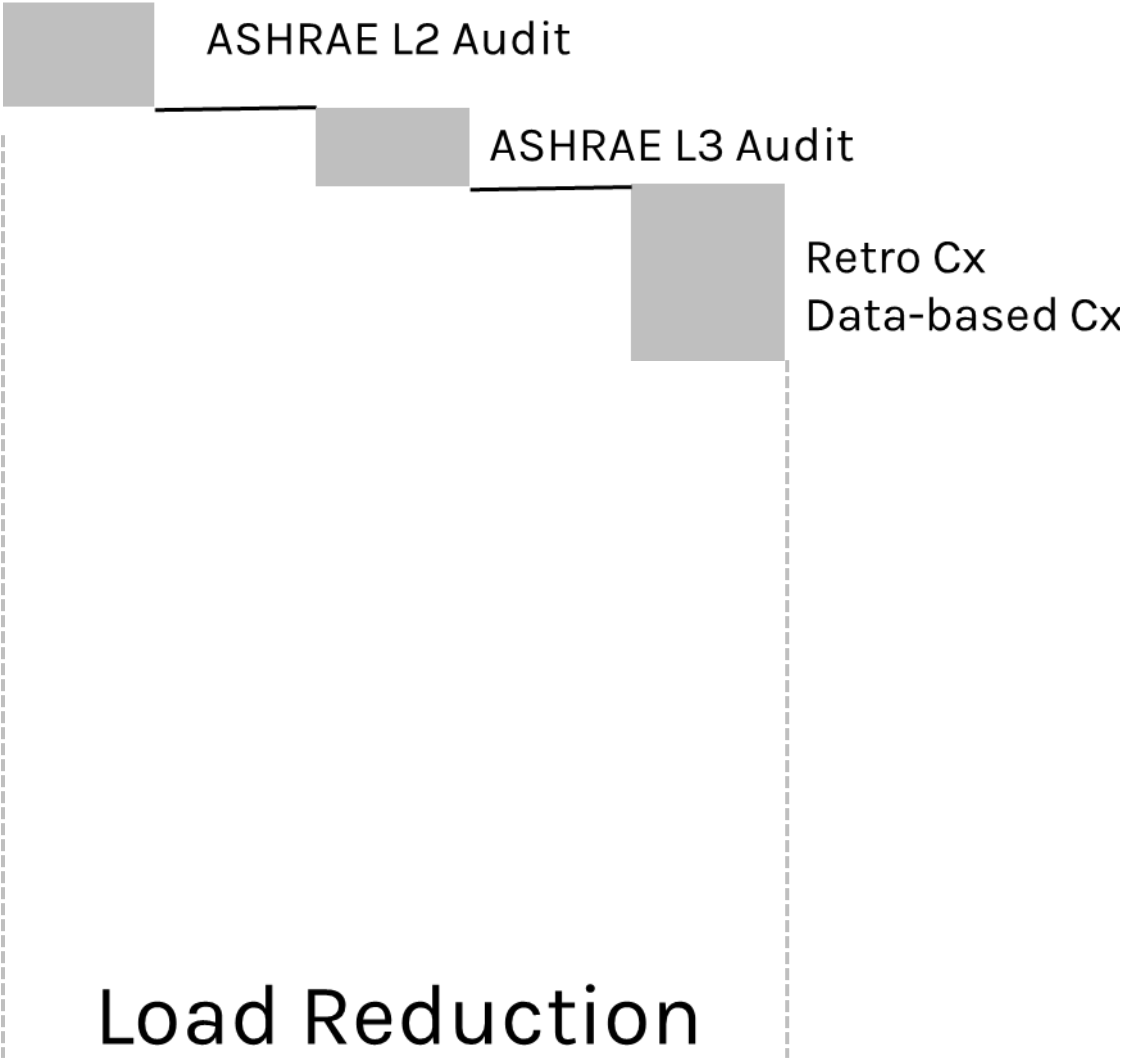 ASHRAE L2 Audit
ASHRAE L3 Audit
Retro Cx
Data-based Cx
Load Reduction